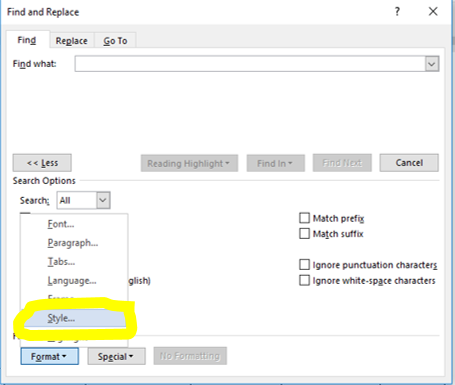 Find and Replace ?
Find Replace Go To
Find what:
<< Less Reading Highlight Find In Find Next Cancel
Search Options
Search: All
Font...
Match prefix
Paragraph...
Match suffix
Tabs...
Language... glish)
Ignore punctuation characters
Ignore white-space characters
Style...
Format Special No Formatting